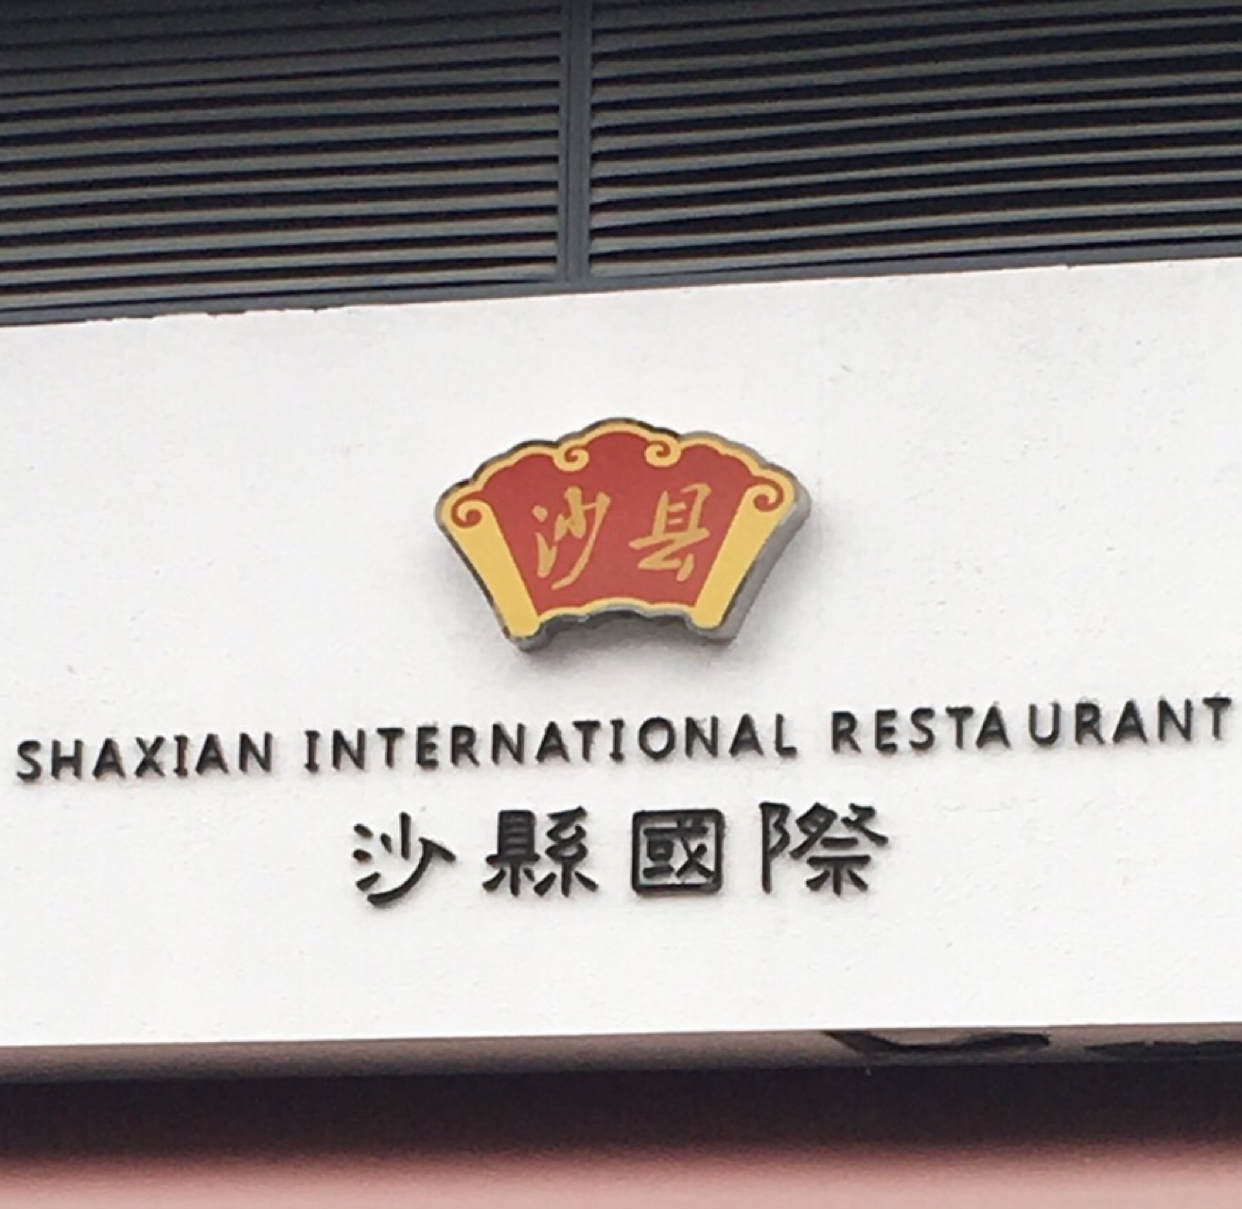 沙县
SHAXIAN INTERNATIONAL RESTAURANT
沙縣國際